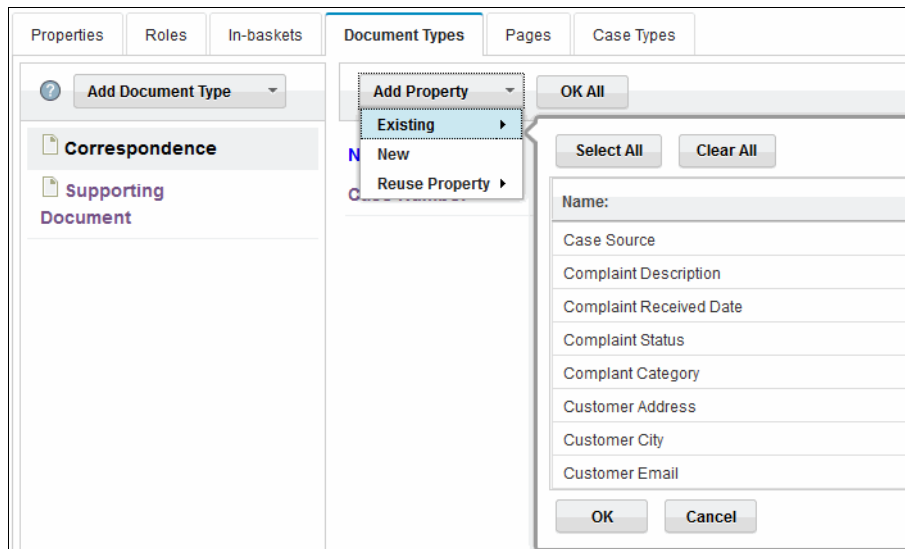 Properties Roles In-baskets Document Types Pages Case Types
? Add Document Type Add Property OK All
Correspondence
Supporting
Document
Existing
New
Reuse Property
N
Select All Clear All
Name:
Case Source
Complaint Description
Complaint Received Date
Complaint Status
Complant Category
Customer Address
Customer City
Customer Email
OK Cancel